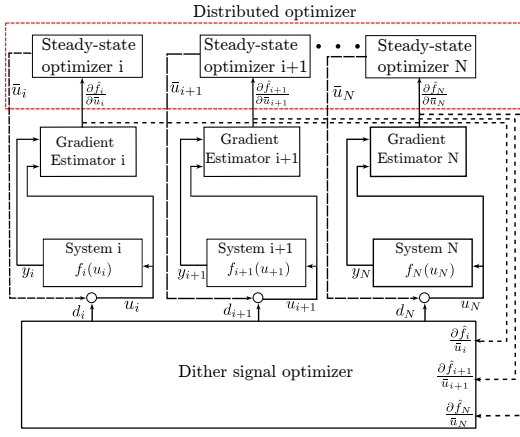 Distributed optimizer
Steady-state optimizer i
Steady-state optimizer i+1
• • •
Steady-state optimizer N
ū_i
∂f̂_i/∂ū_i
ū_{i+1}
∂f̂_{i+1}/∂ū_{i+1}
ū_N
∂f̂_N/∂ū_N
Gradient Estimator i
Gradient Estimator i+1
Gradient Estimator N
System i
f_i(u_i)
System i+1
f_{i+1}(u_{+1})
System N
f_N(u_N)
y_i
y_{i+1}
y_N
d_i
u_i
d_{i+1}
u_{i+1}
d_N
u_N
Dither signal optimizer
∂f̂_i/ū_i
∂f̂_{i+1}/ū_{i+1}
∂f̂_N/ū_N